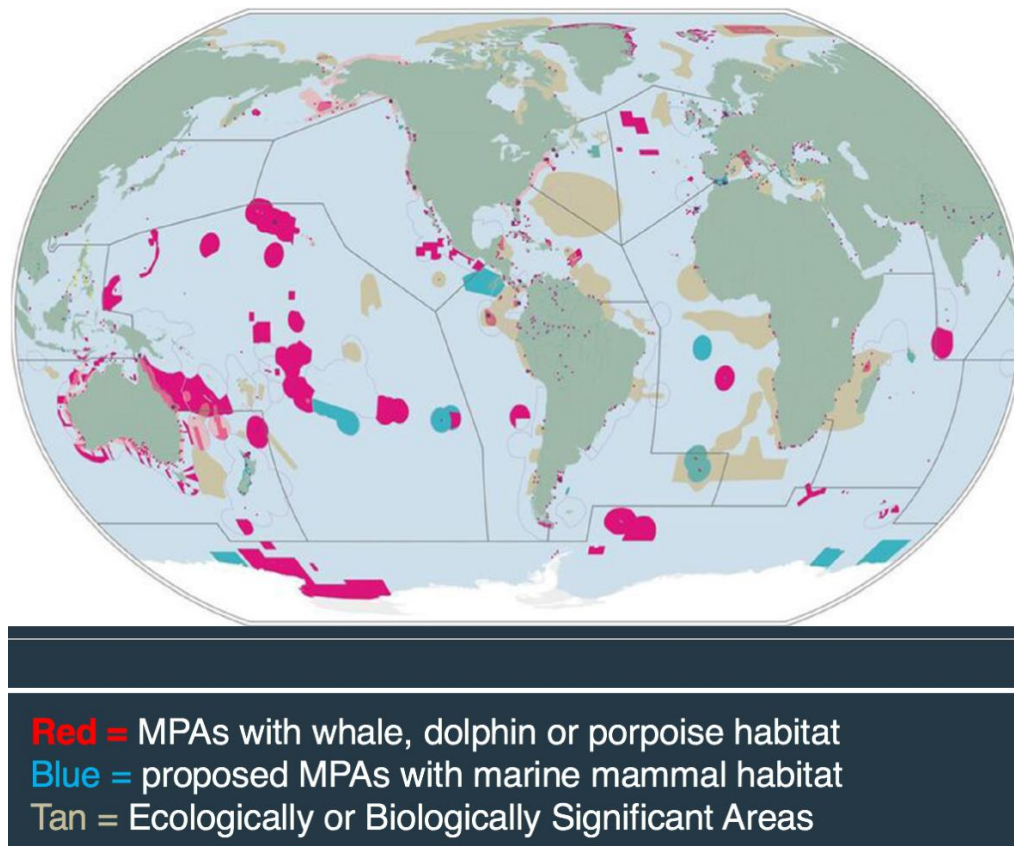 Red = MPAs with whale, dolphin or porpoise habitat
Blue = proposed MPAs with marine mammal habitat
Tan = Ecologically or Biologically Significant Areas